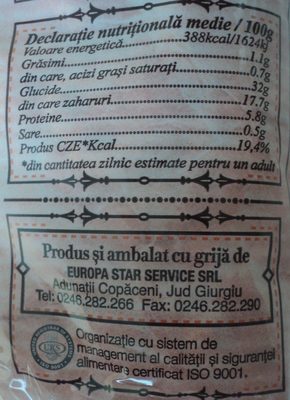 Declarație nutritională medie / 100g
Valoare energetică..........388kcal/1624kj
Grăsimi..........1.1g
din care, acizi grași saturați..........0.7g
Glucide..........32g
din care zaharuri..........17.7g
Proteine..........5.8g
Sare..........0.5g
Produs CZE*Kcal..........19,4%
*din cantitatea zilnic estimate pentru un adult
Produs și ambalat cu grijă de
EUROPA STAR SERVICE SRL
Adunații Copăceni, Jud Giurgiu
Tel: 0246.282.266 Fax: 0246.282.290
Organizație cu sistem de
management al calității și siguranței
alimentare certificat ISO 9001.